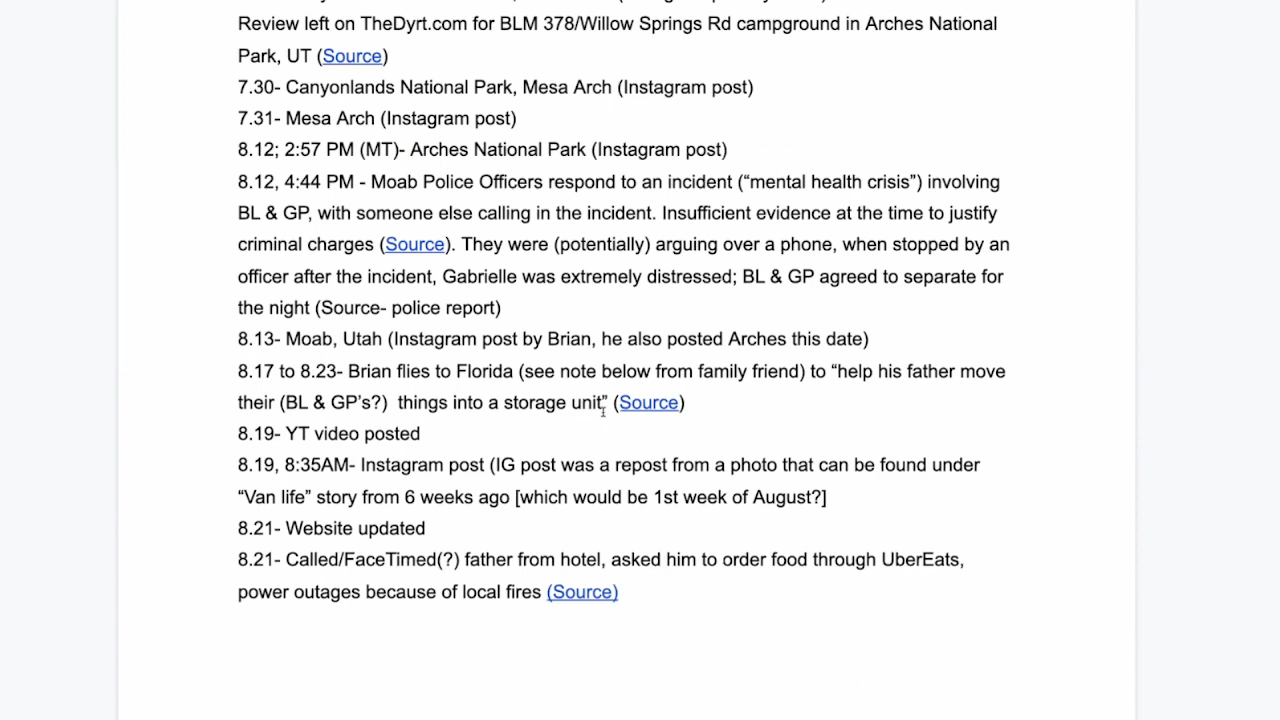 Review left on TheDyrt.com for BLM 378/Willow Springs Rd campground in Arches National
Park, UT (Source)
7.30- Canyonlands National Park, Mesa Arch (Instagram post)
7.31- Mesa Arch (Instagram post)
8.12; 2:57 PM (MT)- Arches National Park (Instagram post)
8.12, 4:44 PM - Moab Police Officers respond to an incident (“mental health crisis”) involving
BL & GP, with someone else calling in the incident. Insufficient evidence at the time to justify
criminal charges (Source). They were (potentially) arguing over a phone, when stopped by an
officer after the incident, Gabrielle was extremely distressed; BL & GP agreed to separate for
the night (Source- police report)
8.13- Moab, Utah (Instagram post by Brian, he also posted Arches this date)
8.17 to 8.23- Brian flies to Florida (see note below from family friend) to “help his father move
their (BL & GP’s?)  things into a storage unit” (Source)
8.19- YT video posted
8.19, 8:35AM- Instagram post (IG post was a repost from a photo that can be found under
“Van life” story from 6 weeks ago [which would be 1st week of August?]
8.21- Website updated
8.21- Called/FaceTimed(?) father from hotel, asked him to order food through UberEats,
power outages because of local fires (Source)